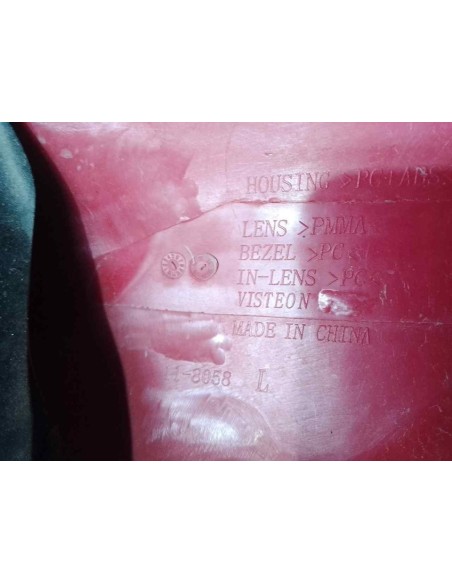 HOUSING >PC+ABS
LENS >PMMA
BEZEL >PC<
IN-LENS >PC
VISTEON
MADE IN CHINA
L